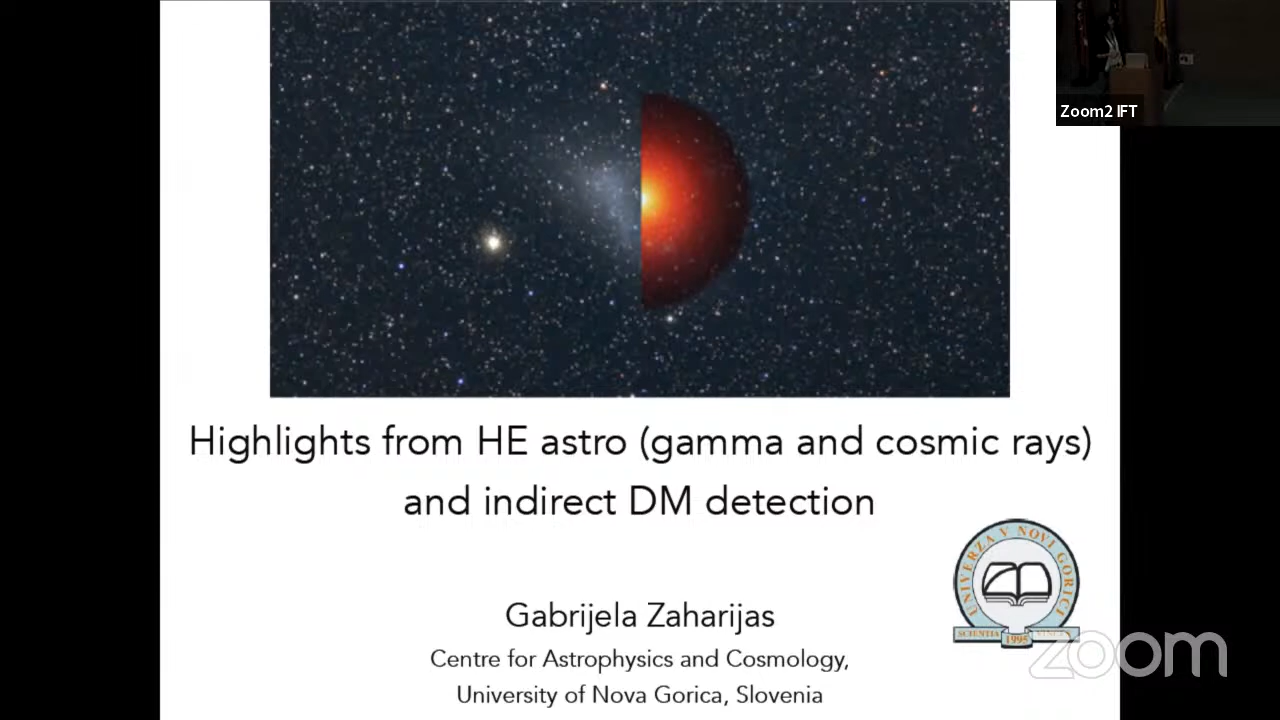 Zoom2 IFT
Highlights from HE astro (gamma and cosmic rays)
and indirect DM detection
UNIVERZA V NOVI GORICI
SCIENTIA
1995
Gabrijela Zaharijas
Centre for Astrophysics and Cosmology,
University of Nova Gorica, Slovenia
zoom